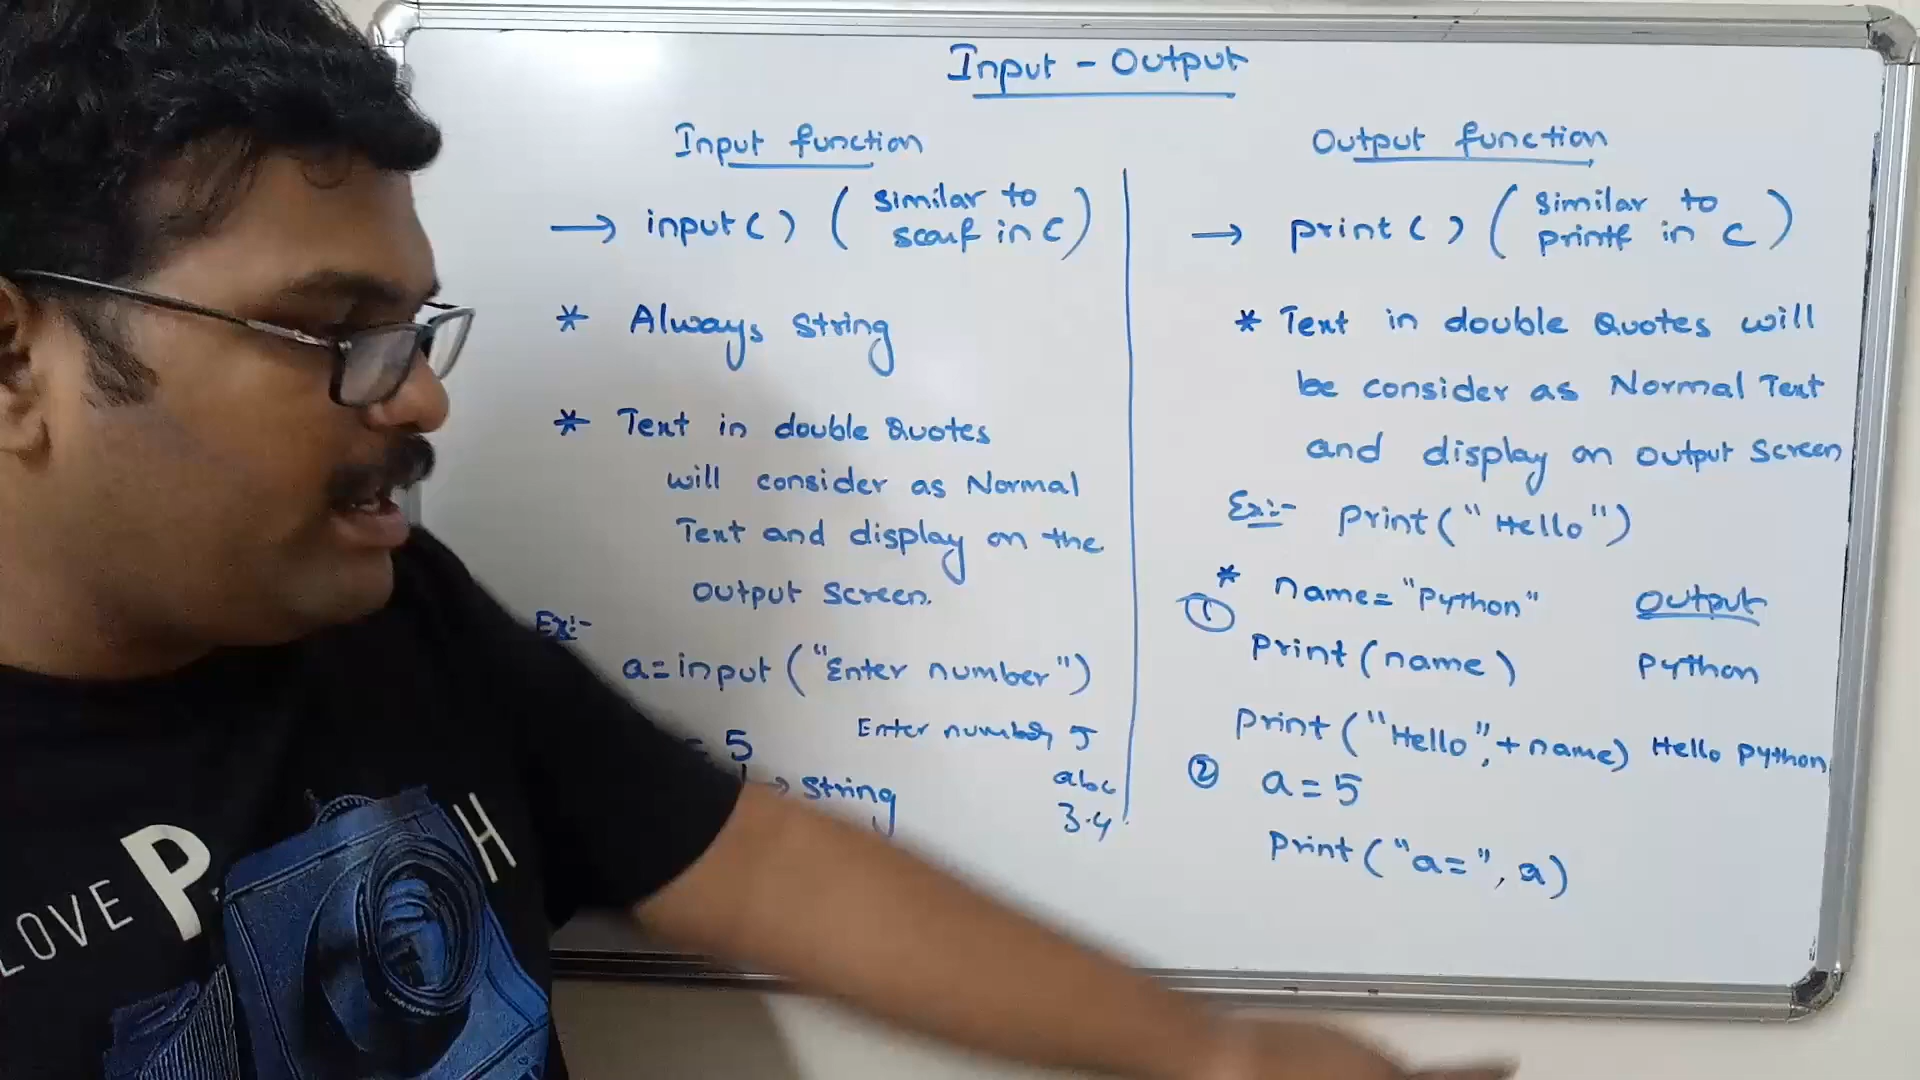 Input - Output
Input function
→ input() (similar to
scanf in C)
* Always string
* Text in double Quotes
will consider as Normal
Text and display on the
output screen.
Ex:-
a=input("Enter number")
= 5
Enter number 5
→ string
abc
3.4
Output function
→ print() (similar to
printf in C)
* Text in double Quotes will
be consider as Normal Text
and display on output screen
Ex:- print("Hello")
* name="Python"
Output
①
print(name)
Python
print("Hello",+name) Hello Python
② a=5
print("a=", a)
LOVE P H